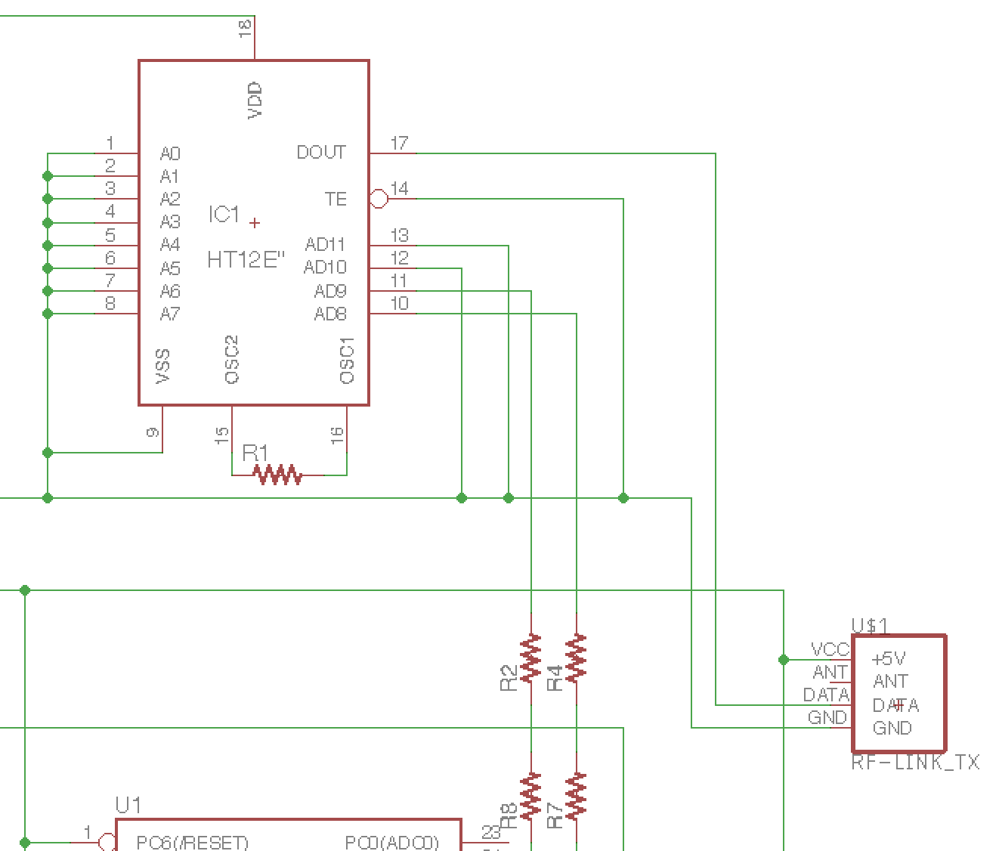 18
VDD
1 A0 DOUT 17
2 A1
3 A2 TE 14
4 A3
IC1
5 A4 AD11 13
HT12E"
6 A5 AD10 12
7 A6 AD9 11
8 A7 AD8 10
VSS OSC2 OSC1
9 15 16
R1
U$1
VCC +5V
ANT ANT
DATA DATA
GND GND
RF-LINK_TX
R2 R4
R8 R7
U1
1 PC6(/RESET) PC0(ADC0) 23